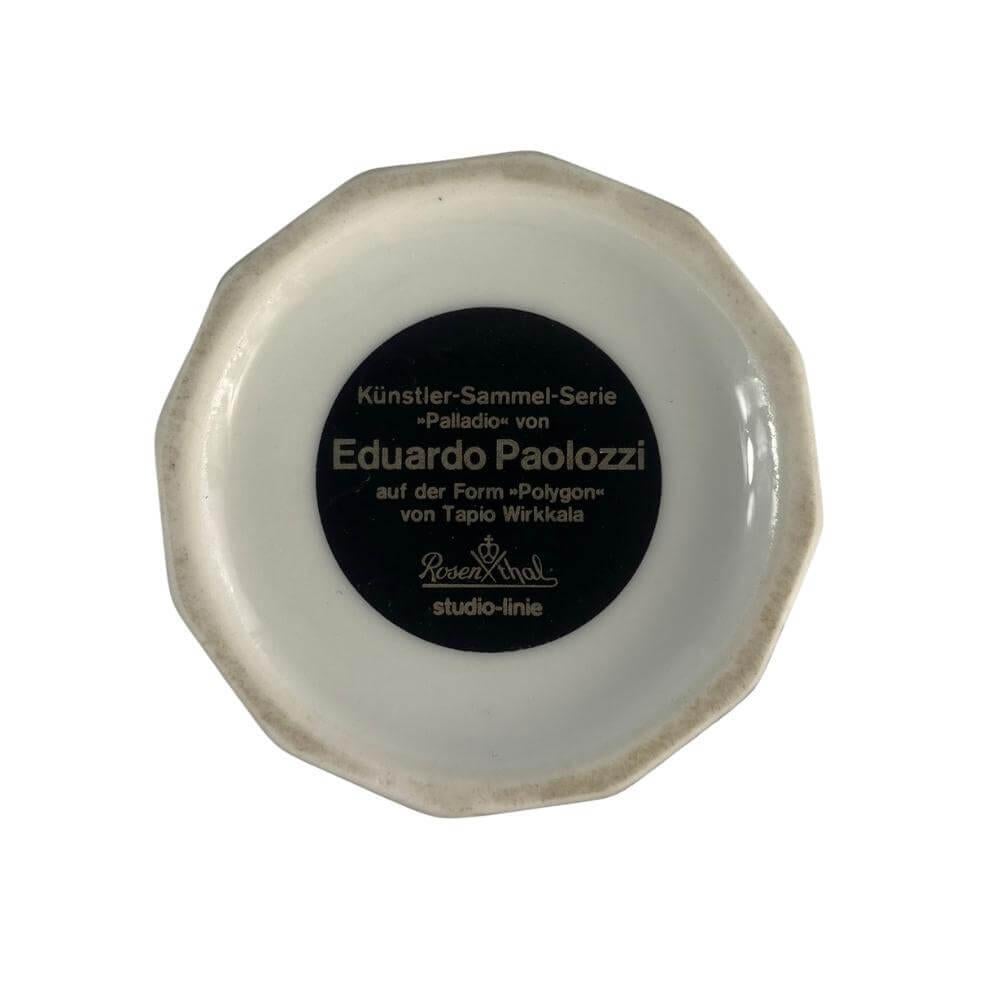 Künstler-Sammel-Serie
»Palladio« von
Eduardo Paolozzi
auf der Form »Polygon«
von Tapio Wirkkala
Rosenthal
studio-linie